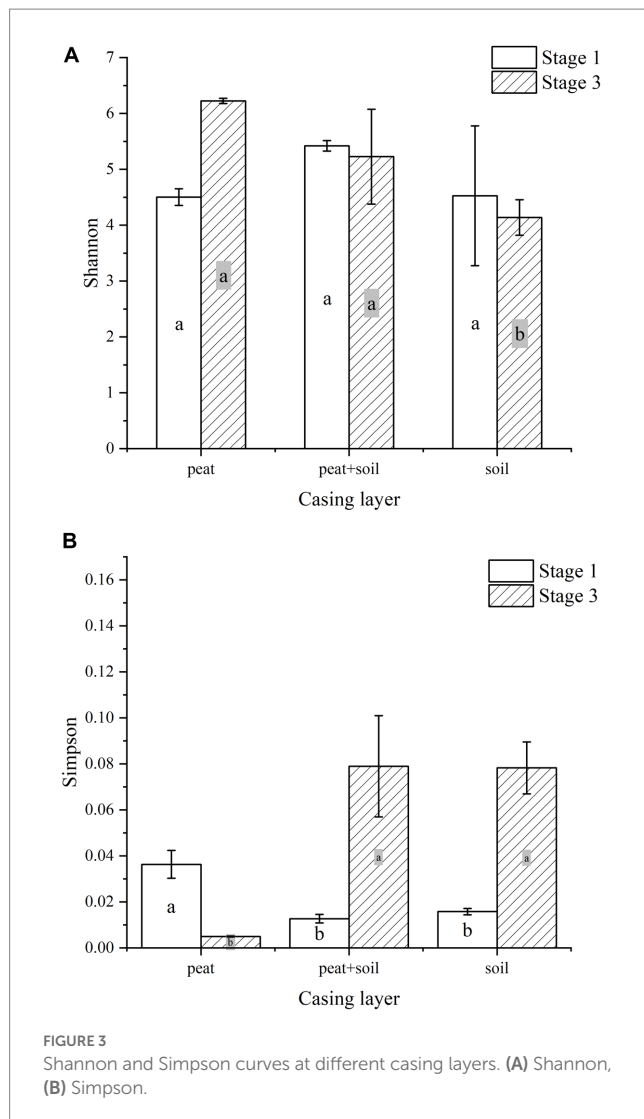 A
7
6
5
4
3
2
1
0
Shannon
Stage 1
Stage 3
a
a
a
a
a
b
peat
peat+soil
soil
Casing layer
B
0.16
0.14
0.12
0.10
0.08
0.06
0.04
0.02
0.00
Simpson
Stage 1
Stage 3
a
b
b
a
b
a
peat
peat+soil
soil
Casing layer
FIGURE 3
Shannon and Simpson curves at different casing layers. (A) Shannon,
(B) Simpson.